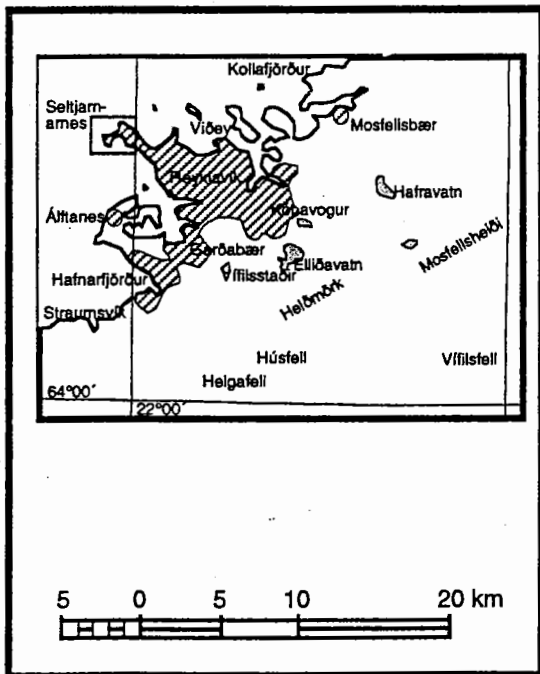 Kollafjörður
Seltjarn-
arnes
Viðey
Mosfellsbær
Reykjavík
Hafravatn
Álftanes
Kópavogur
Garðabær
Mosfellsheiði
Elliðavatn
Vífilsstaðir
Hafnarfjörður
Heiðmörk
Straumsvík
Húsfell
Vífilsfell
Helgafell
64°00´
22°00´
5 0 5 10 20 km